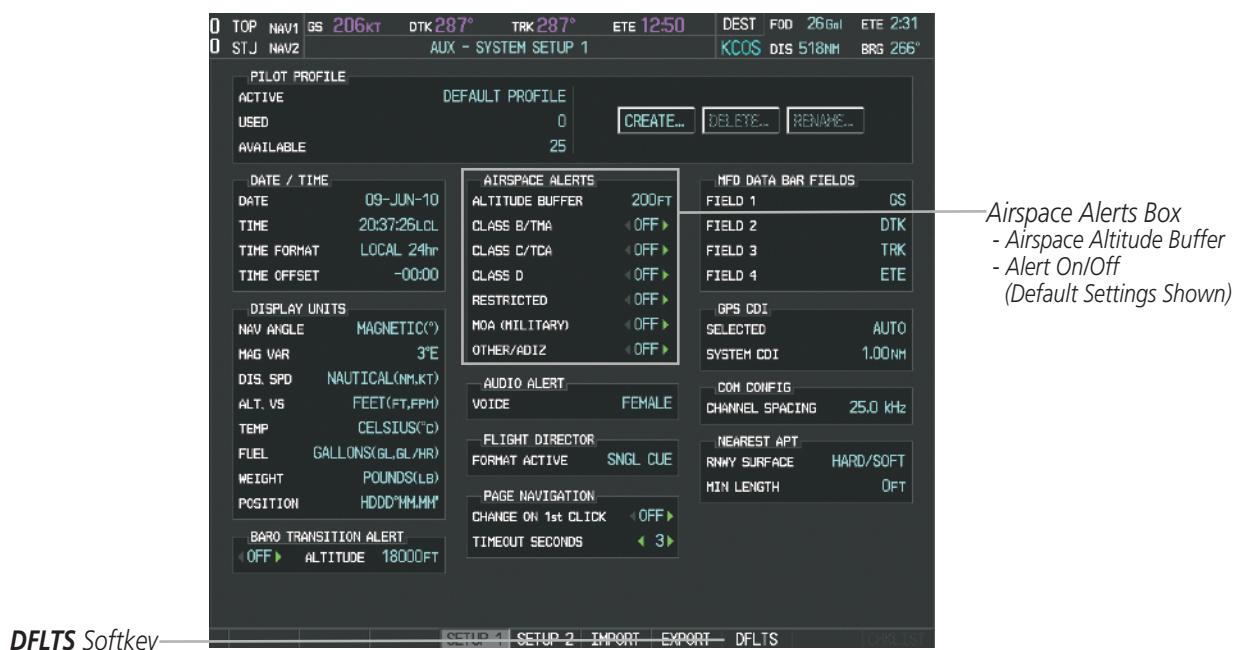 0 TOP NAV1 GS 206KT DTK 287° TRK 287° ETE 12:50 DEST FOD 26Gal ETE 2:31
0 STJ NAV2 AUX - SYSTEM SETUP 1 KCOS DIS 518NM BRG 266°
PILOT PROFILE
ACTIVE DEFAULT PROFILE
USED 0
AVAILABLE 25
CREATE… DELETE… RENAME…
DATE / TIME
DATE 09-JUN-10
TIME 20:37:26LCL
TIME FORMAT LOCAL 24hr
TIME OFFSET -00:00
DISPLAY UNITS
NAV ANGLE MAGNETIC(°)
MAG VAR 3°E
DIS, SPD NAUTICAL(NM,KT)
ALT, VS FEET(FT,FPM)
TEMP CELSIUS(°C)
FUEL GALLONS(GL,GL/HR)
WEIGHT POUNDS(LB)
POSITION HDDD°MM.MM'
BARO TRANSITION ALERT
OFF ALTITUDE 18000FT
AIRSPACE ALERTS
ALTITUDE BUFFER 200FT
CLASS B/TMA OFF
CLASS C/TCA OFF
CLASS D OFF
RESTRICTED OFF
MOA (MILITARY) OFF
OTHER/ADIZ OFF
AUDIO ALERT
VOICE FEMALE
FLIGHT DIRECTOR
FORMAT ACTIVE SNGL CUE
PAGE NAVIGATION
CHANGE ON 1st CLICK OFF
TIMEOUT SECONDS 3
MFD DATA BAR FIELDS
FIELD 1 GS
FIELD 2 DTK
FIELD 3 TRK
FIELD 4 ETE
GPS CDI
SELECTED AUTO
SYSTEM CDI 1.00NM
COM CONFIG
CHANNEL SPACING 25.0 kHz
NEAREST APT
RNWY SURFACE HARD/SOFT
MIN LENGTH 0FT
Airspace Alerts Box
- Airspace Altitude Buffer
- Alert On/Off
(Default Settings Shown)
DFLTS Softkey
SETUP 1 SETUP 2 IMPORT EXPORT DFLTS CHKLIST